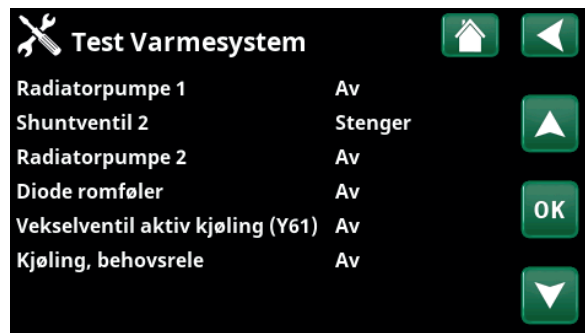 Test Varmesystem
Radiatorpumpe 1 Av
Shuntventil 2 Stenger
Radiatorpumpe 2 Av
Diode romføler Av
Vekselventil aktiv kjøling (Y61) Av
Kjøling, behovsrele Av
OK